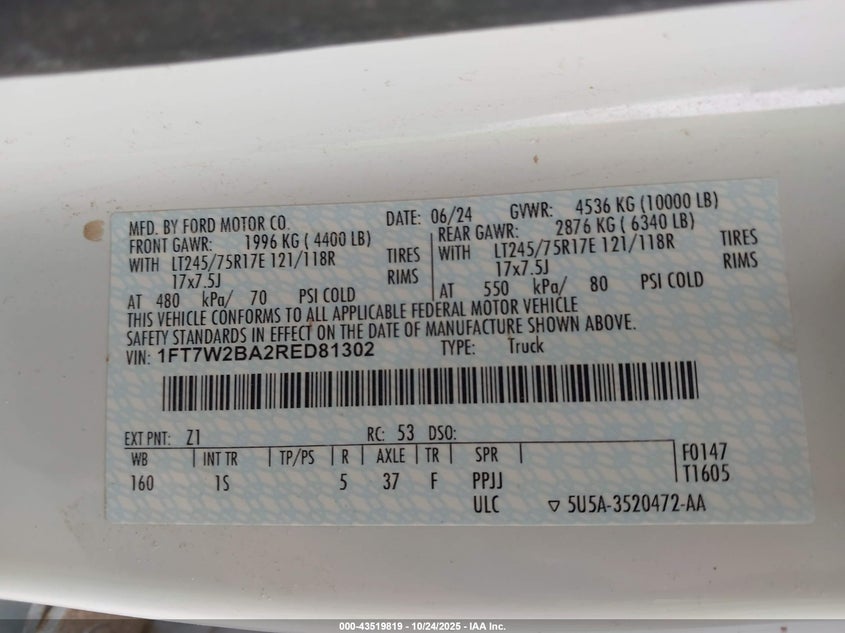 MFD. BY FORD MOTOR CO. DATE: 06/24 GVWR: 4536 KG (10000 LB)
FRONT GAWR: 1996 KG ( 4400 LB) REAR GAWR: 2876 KG ( 6340 LB)
WITH LT245/75R17E 121/118R TIRES WITH LT245/75R17E 121/118R TIRES
17x7.5J RIMS 17x7.5J RIMS
AT 480 kPa/ 70 PSI COLD AT 550 kPa/ 80 PSI COLD
THIS VEHICLE CONFORMS TO ALL APPLICABLE FEDERAL MOTOR VEHICLE
SAFETY STANDARDS IN EFFECT ON THE DATE OF MANUFACTURE SHOWN ABOVE.
VIN: 1FT7W2BA2RED81302 TYPE: Truck
EXT PNT: Z1 RC: 53 DSO:
WB INT TR TP/PS R AXLE TR SPR F0147
160 1S 5 37 F PPJJ T1605
ULC ▽ 5U5A-3520472-AA
000-43519819 - 10/24/2025 - IAA Inc.